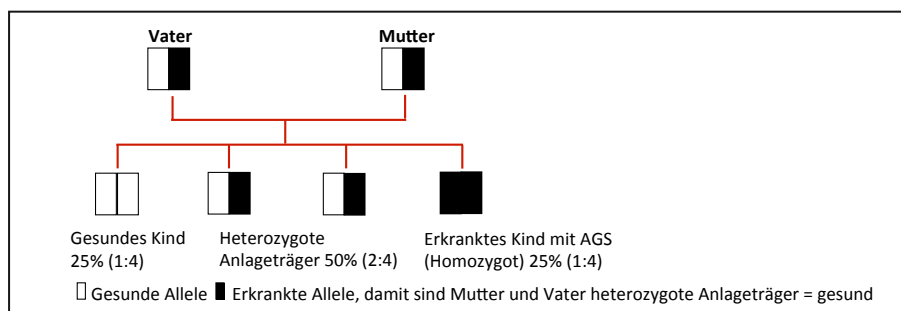 Vater Mutter
Gesundes Kind Heterozygote Erkranktes Kind mit AGS
25% (1:4) Anlageträger 50% (2:4) (Homozygot) 25% (1:4)
Gesunde Allele Erkrankte Allele, damit sind Mutter und Vater heterozygote Anlageträger = gesund